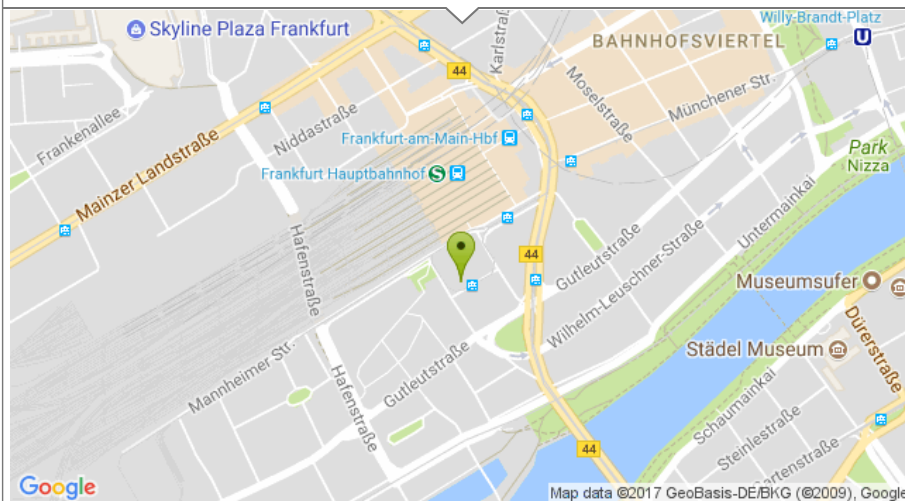 Skyline Plaza Frankfurt
Willy-Brandt-Platz
U
Karlstraß
BAHNHOFSVIERTEL
44
Moselstraße
Münchener Str.
Frankenallee
Niddastraße
Frankfurt-am-Main-Hbf
Park
Nizza
Mainzer Landstraße
Frankfurt Hauptbahnhof S
Hafenstraße
Untermainkai
44
Gutleutstraße
Wilhelm-Leuschner-Straße
Museumsufer
Dürerstraße
Städel Museum
Mannheimer Str.
Gutleutstraße
Hafenstraße
Schaumainkai
Steinlestraße
44
artenstraße
Google
Map data ©2017 GeoBasis-DE/BKG (©2009), Google